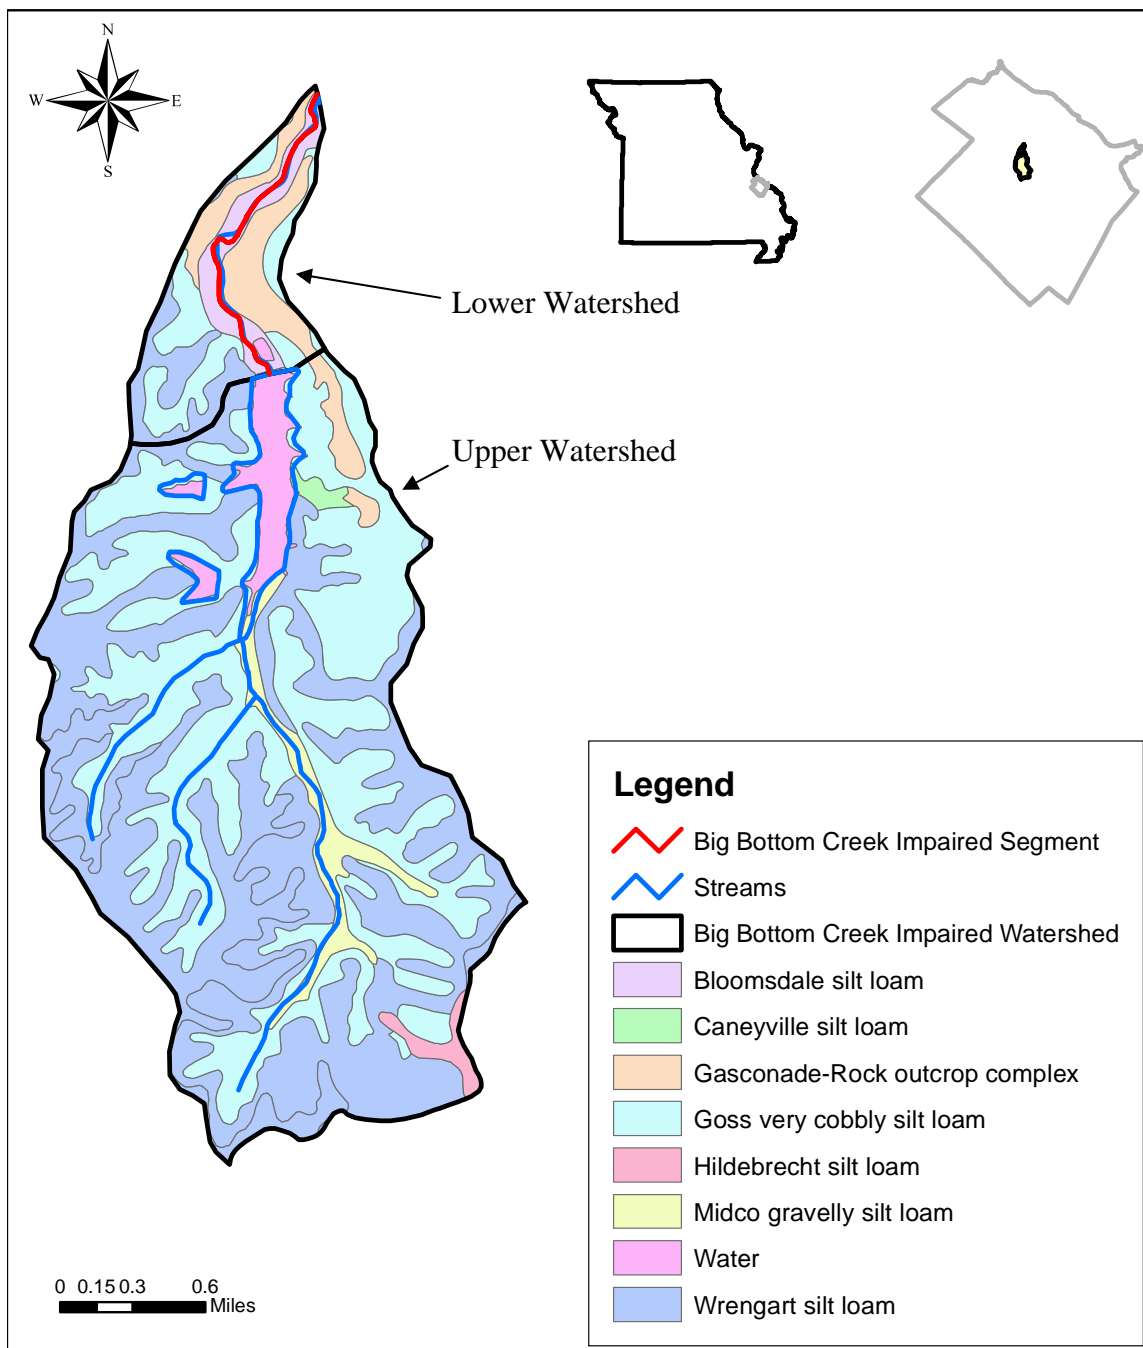 N
W E
S
Lower Watershed
Upper Watershed
Legend
Big Bottom Creek Impaired Segment
Streams
Big Bottom Creek Impaired Watershed
Bloomsdale silt loam
Caneyville silt loam
Gasconade-Rock outcrop complex
Goss very cobbly silt loam
Hildebrecht silt loam
Midco gravelly silt loam
Water
Wrengart silt loam
0 0.15 0.3 0.6
Miles